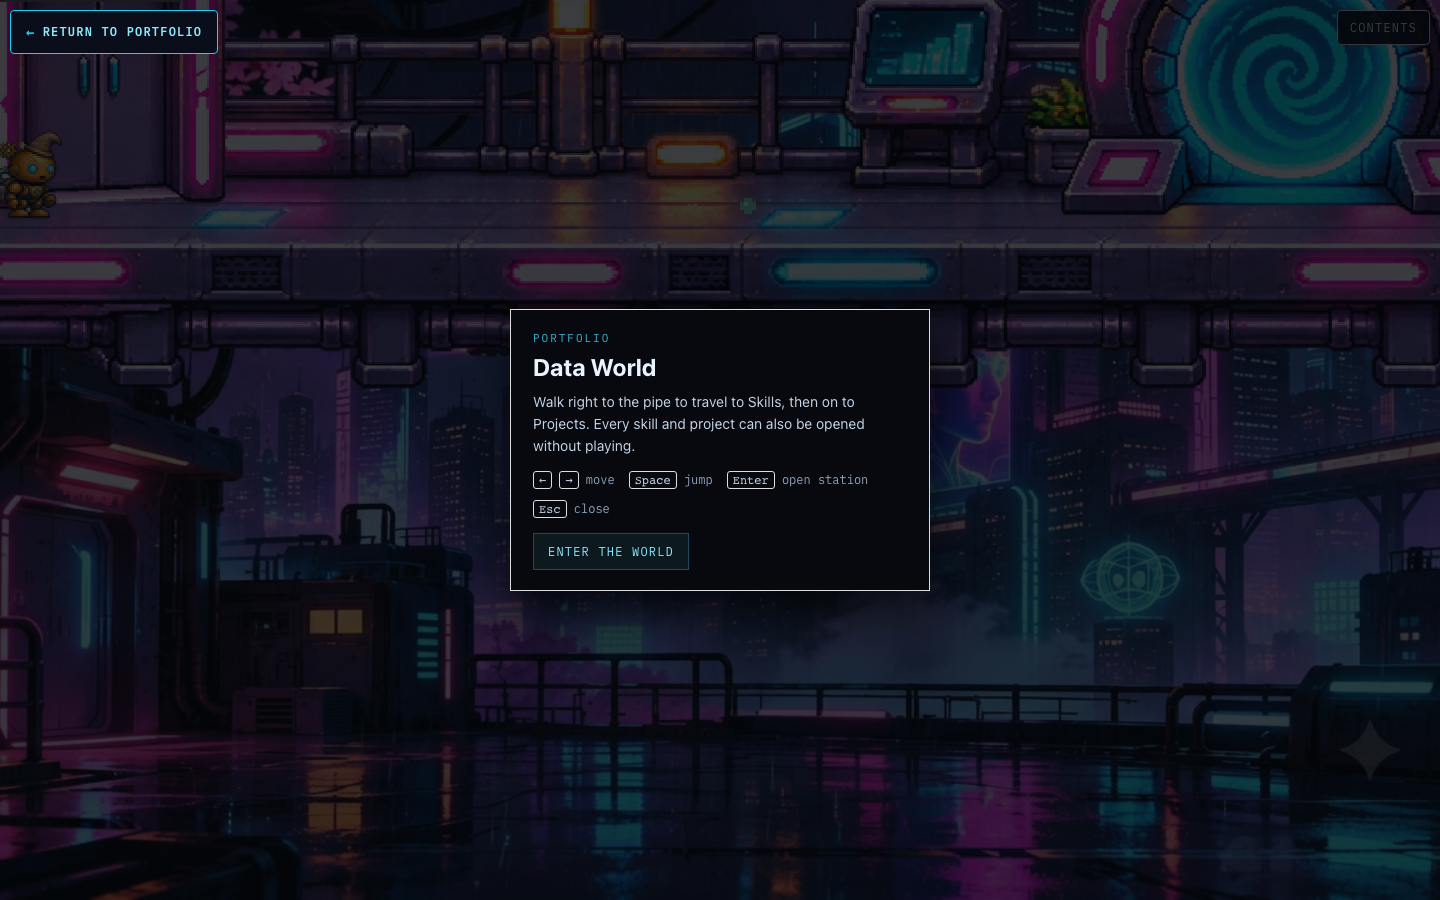 ← RETURN TO PORTFOLIO
CONTENTS
PORTFOLIO
Data World
Walk right to the pipe to travel to Skills, then on to
Projects. Every skill and project can also be opened
without playing.
← → move Space jump Enter open station
Esc close
ENTER THE WORLD